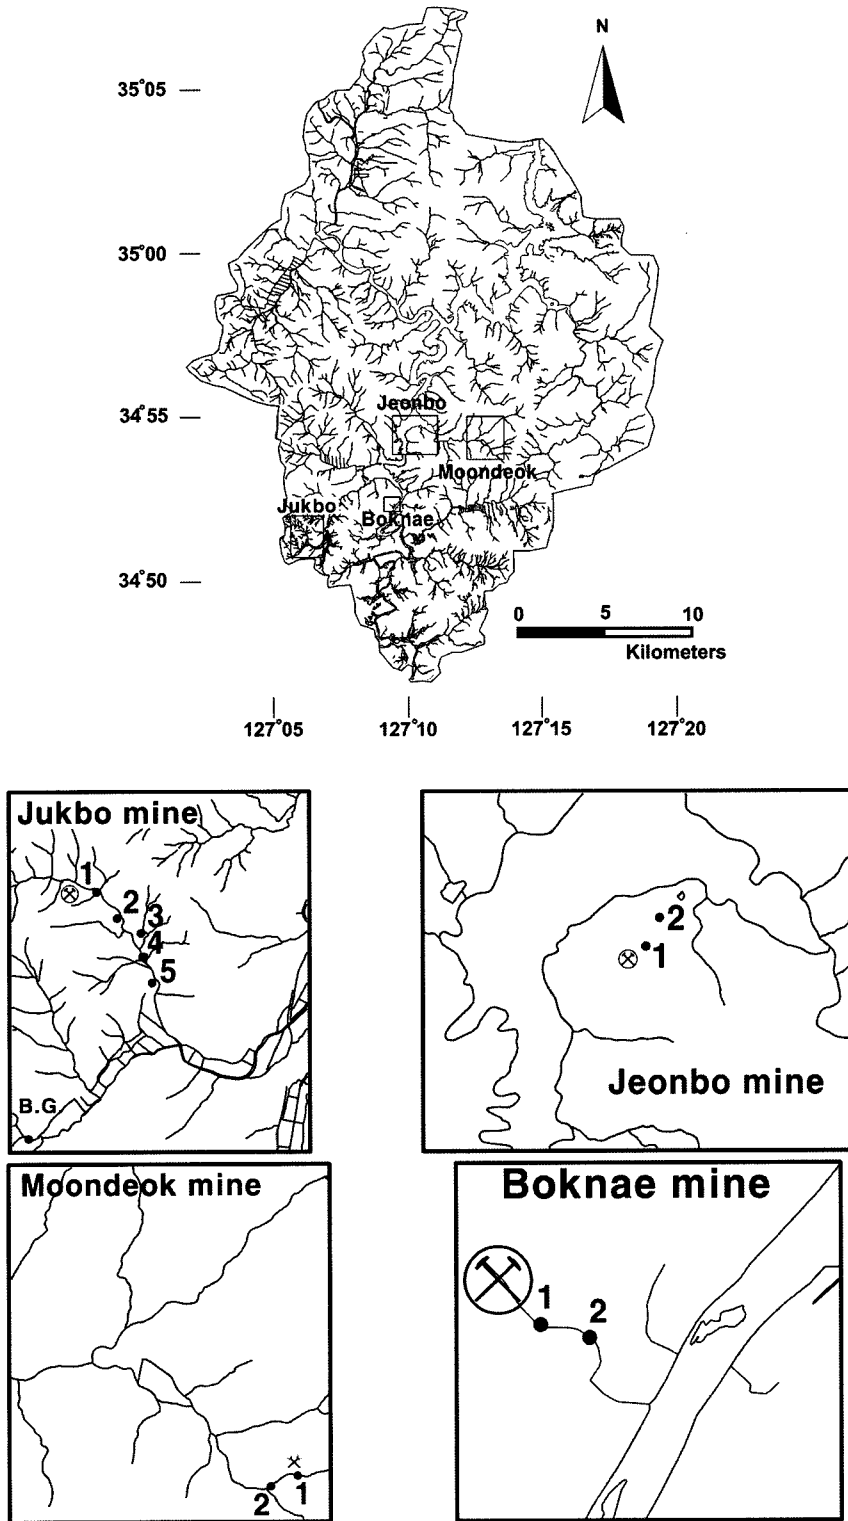 N
35°05
35°00
34°55
34°50
Jeonbo
Moondeok
Jukbo
Boknae
0 5 10
Kilometers
127°05 127°10 127°15 127°20
Jukbo mine
1
2
3
4
5
B.G.
2
1
Jeonbo mine
Moondeok mine
1
2
Boknae mine
1
2